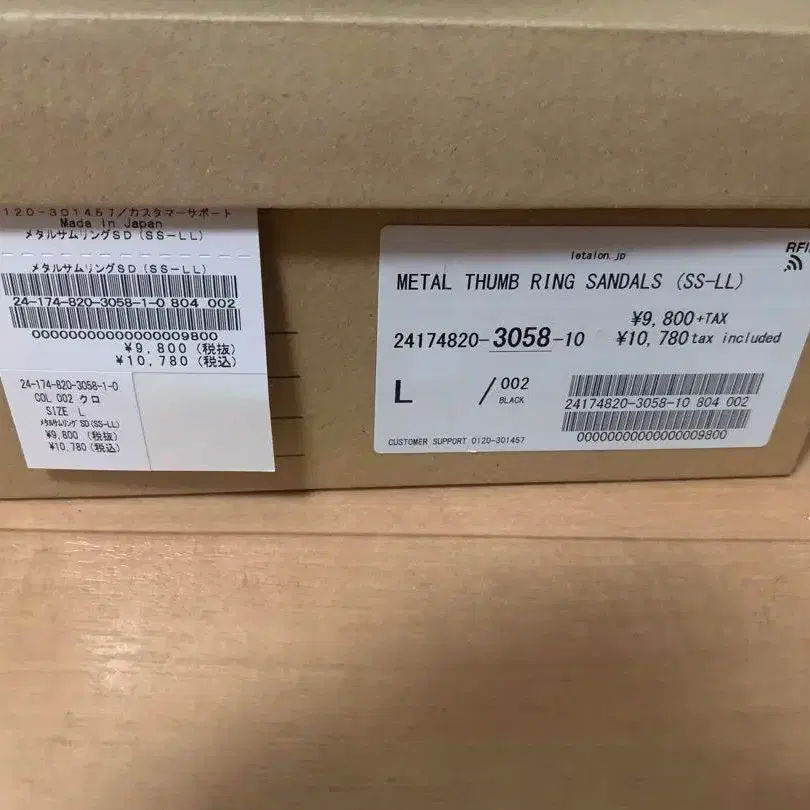 120-301457/カスタマーサポート
Made in Japan
メタルサムリングSD(SS-LL)
メタルサムリングSD(SS-LL)
24-174-820-3058-1-0 804 002
00000000000000009800
¥9,800 (税抜)
¥10,780 (税込)
24-174-820-3058-1-0
COL 002 クロ
SIZE L
メタルサムリングSD(SS-LL)
¥9,800 (税抜)
¥10,780 (税込)
letalon.jp
RFI
METAL THUMB RING SANDALS (SS-LL)
¥9,800+TAX
24174820-3058-10 ¥10,780 tax included
L /002
BLACK
24174820-3058-10 804 002
00000000000000009800
CUSTOMER SUPPORT 0120-301457